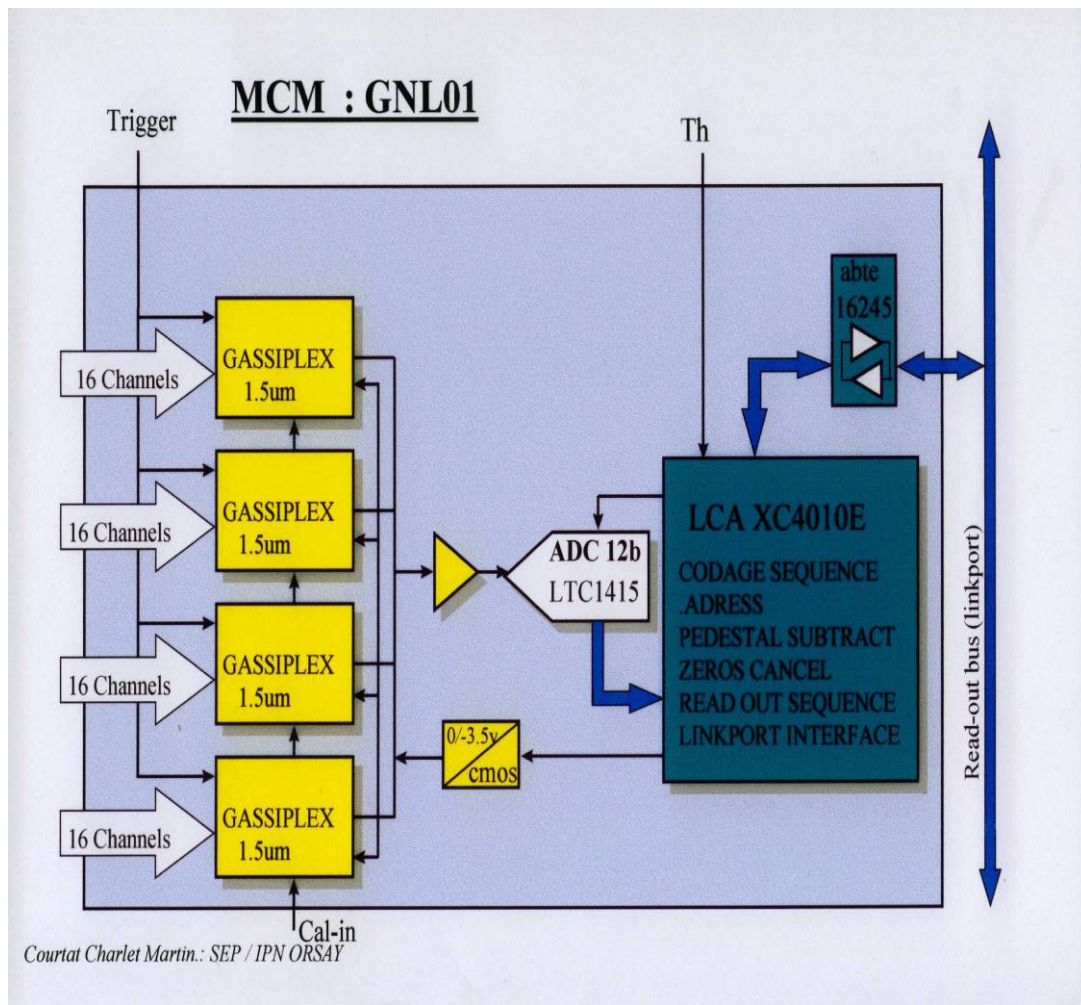 MCM : GNL01
Trigger
Th
abte
16245
GASSIPLEX
1.5um
16 Channels
GASSIPLEX
1.5um
16 Channels
LCA XC4010E
ADC 12b
LTC1415
CODAGE SEQUENCE
.ADRESS
PEDESTAL SUBTRACT
ZEROS CANCEL
READ OUT SEQUENCE
LINKPORT INTERFACE
GASSIPLEX
1.5um
16 Channels
Read-out bus (linkport)
0/-3.5v
cmos
GASSIPLEX
1.5um
16 Channels
Cal-in
Courtat Charlet Martin.: SEP / IPN ORSAY